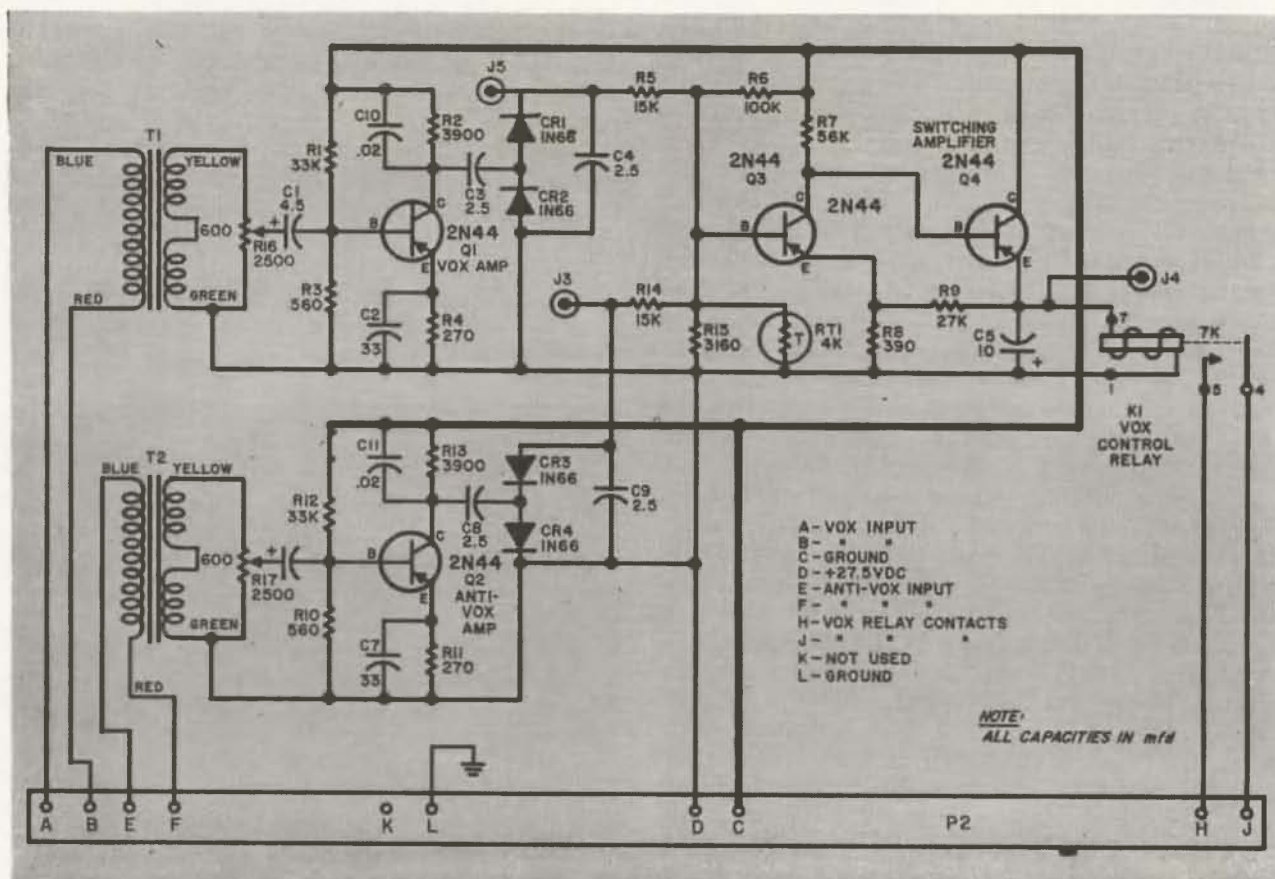 T1
BLUE
YELLOW
RED
GREEN
600
R16
2500
C1
4.5
+
R1
33K
R3
560
C10
.02
R2
3900
C3
2.5
B
C
E
2N44
Q1
VOX AMP
C2
33
R4
270
J5
CR1
1N66
CR2
1N66
C4
2.5
R5
15K
R6
100K
R7
56K
2N44
Q3
2N44
B
C
E
SWITCHING
AMPLIFIER
2N44
Q4
B
C
E
J3
R14
15K
R15
3160
RT1
4K
T
R8
390
R9
27K
C5
10
+
J4
7
7K
1
5
4
K1
VOX
CONTROL
RELAY
T2
BLUE
YELLOW
RED
GREEN
600
R17
2500
+
R12
33K
R10
560
C11
.02
R13
3900
C8
2.5
B
C
E
2N44
Q2
ANTI-
VOX
AMP
C7
33
R11
270
CR3
1N66
CR4
1N66
C9
2.5
A - VOX INPUT
B - " "
C - GROUND
D - +27.5VDC
E - ANTI-VOX INPUT
F - " " "
H - VOX RELAY CONTACTS
J - " " "
K - NOT USED
L - GROUND
NOTE:
ALL CAPACITIES IN mfd
A B E F K L D C P2 H J